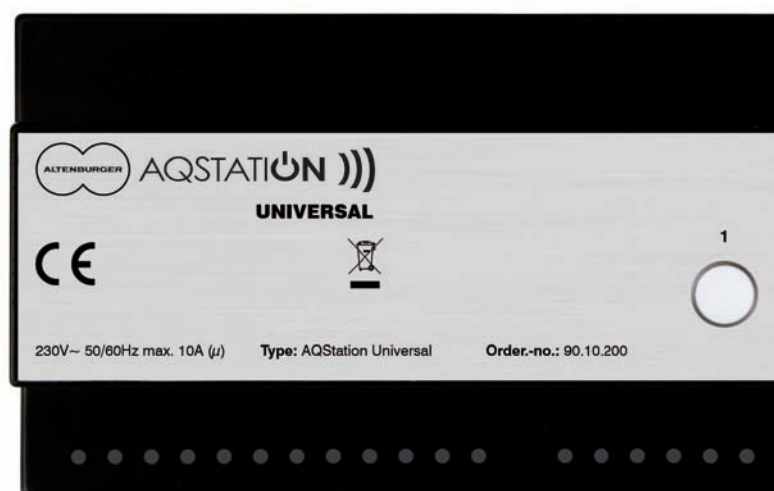 ALTENBURGER AQSTATION )))
UNIVERSAL
CE
1
230V~ 50/60Hz max. 10A (µ) Type: AQStation Universal Order.-no.: 90.10.200